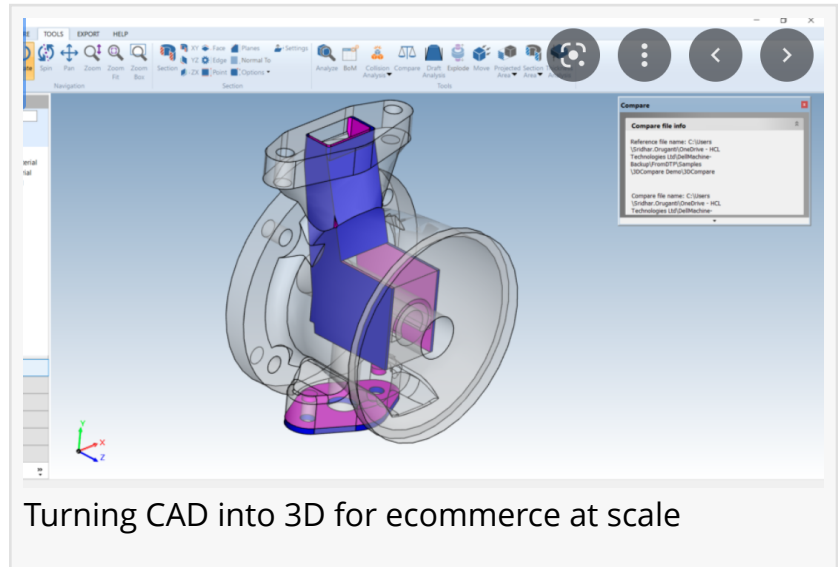 TOOLS EXPORT HELP
Spin Pan Zoom Zoom Fit Zoom Box
Navigation
Section XY YZ ZX Face Edge Point Planes Normal To Options Settings
Section
Analyze BoM Collision Analysis Compare Draft Analysis Explode Move Projected Area Section Area
Tools
Compare
Compare file info
Reference file name: C:\Users
\Sridhar.Oruganti\OneDrive - HCL
Technologies Ltd\DellMachine-
Backup\FromDTP\Samples
\3DCompare Demo\3DCompare
Compare file name: C:\Users
\Sridhar.Oruganti\OneDrive - HCL
Technologies Ltd\DellMachine-
Y
X
Z
Turning CAD into 3D for ecommerce at scale